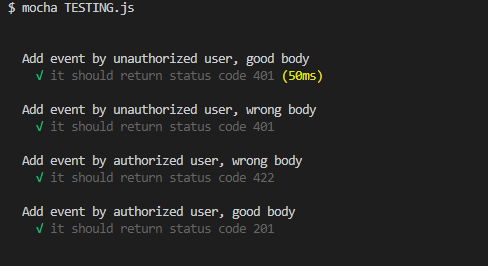 $ mocha TESTING.js
Add event by unauthorized user, good body
√ it should return status code 401 (50ms)
Add event by unauthorized user, wrong body
√ it should return status code 401
Add event by authorized user, wrong body
√ it should return status code 422
Add event by authorized user, good body
√ it should return status code 201